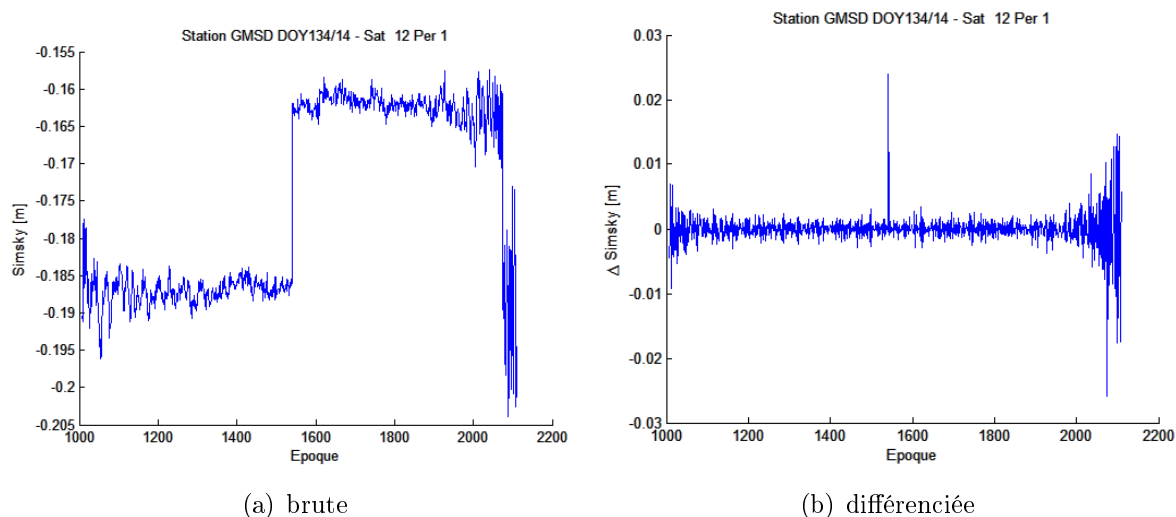 Station GMSD DOY134/14 - Sat 12 Per 1
-0.155
-0.16
-0.165
-0.17
-0.175
-0.18
-0.185
-0.19
-0.195
-0.2
-0.205
Simsky [m]
1000 1200 1400 1600 1800 2000 2200
Epoque
(a) brute
Station GMSD DOY134/14 - Sat 12 Per 1
0.03
0.02
0.01
0
-0.01
-0.02
-0.03
Δ Simsky [m]
1000 1200 1400 1600 1800 2000 2200
Epoque
(b) différenciée